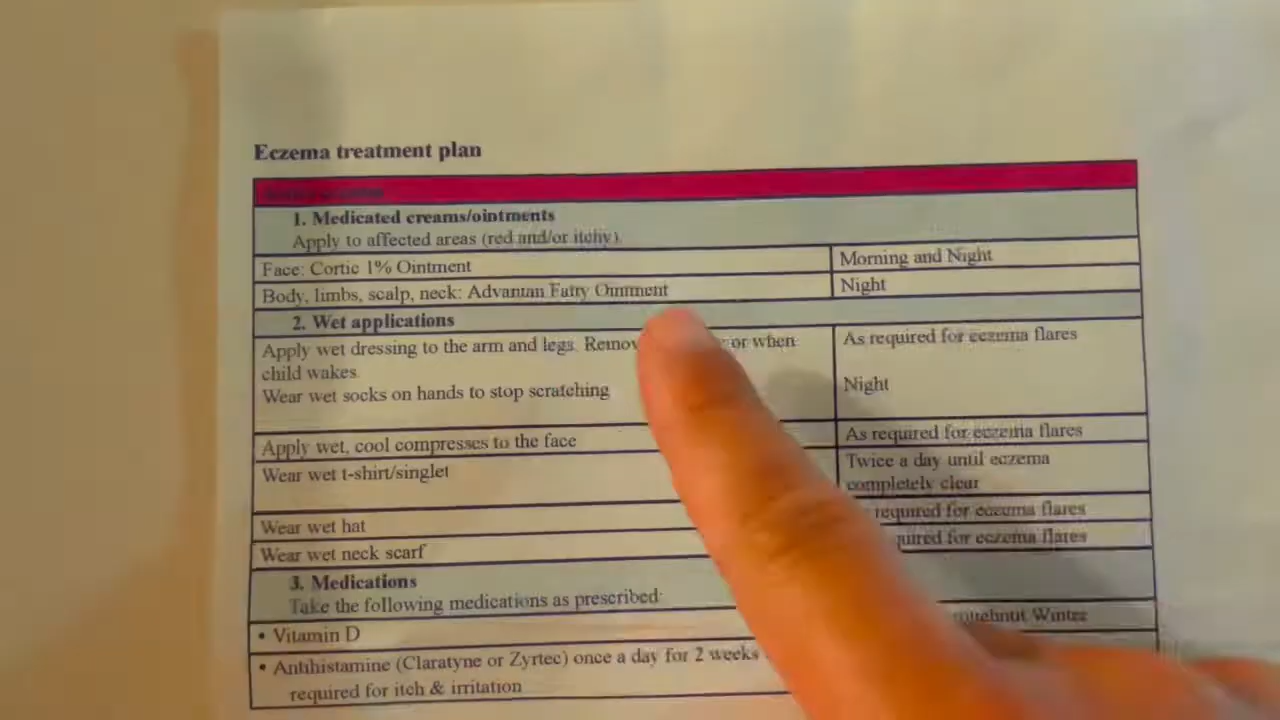 Eczema treatment plan
1. Medicated creams/ointments
Apply to affected areas (red and/or itchy)
Face: Cortic 1% Ointment
Morning and Night
Body, limbs, scalp, neck: Advantan Fatty Ointment
Night
2. Wet applications
Apply wet dressing to the arm and legs. or when
child wakes.
As required for eczema flares
Wear wet socks on hands to stop scratching
Night
Apply wet, cool compresses to the face
As required for eczema flares
Wear wet t-shirt/singlet
Twice a day until eczema
completely clear
Wear wet hat
required for eczema flares
Wear wet neck scarf
for eczema flares
3. Medications
Take the following medications as prescribed:
• Vitamin D
Winter
• Antihistamine (Claratyne or Zyrtec) once a day for 2 weeks
required for itch & irritation